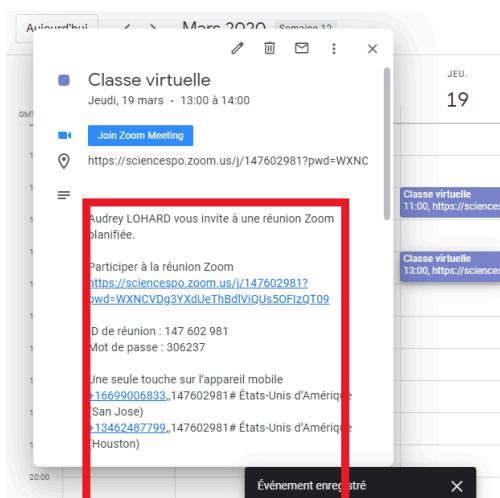 Aujourd'hui
Mars 2020 Semaine 12
JEU.
19
GMT
Classe virtuelle
Jeudi, 19 mars • 13:00 à 14:00
Join Zoom Meeting
https://sciencespo.zoom.us/j/147602981?pwd=WXNC
Audrey LOHARD vous invite à une réunion Zoom
planifiée.
Participer à la réunion Zoom
https://sciencespo.zoom.us/j/147602981?
pwd=WXNCVDg3YXdUeThBdlViQUs5OFIzQT09
ID de réunion : 147 602 981
Mot de passe : 306237
Une seule touche sur l'appareil mobile
+16699006833,,147602981# États-Unis d'Amérique
(San Jose)
+13462487799,,147602981# États-Unis d'Amérique
(Houston)
Classe virtuelle
11:00, https://sciences
Classe virtuelle
13:00, https://sciences
20:00
Événement enregistré